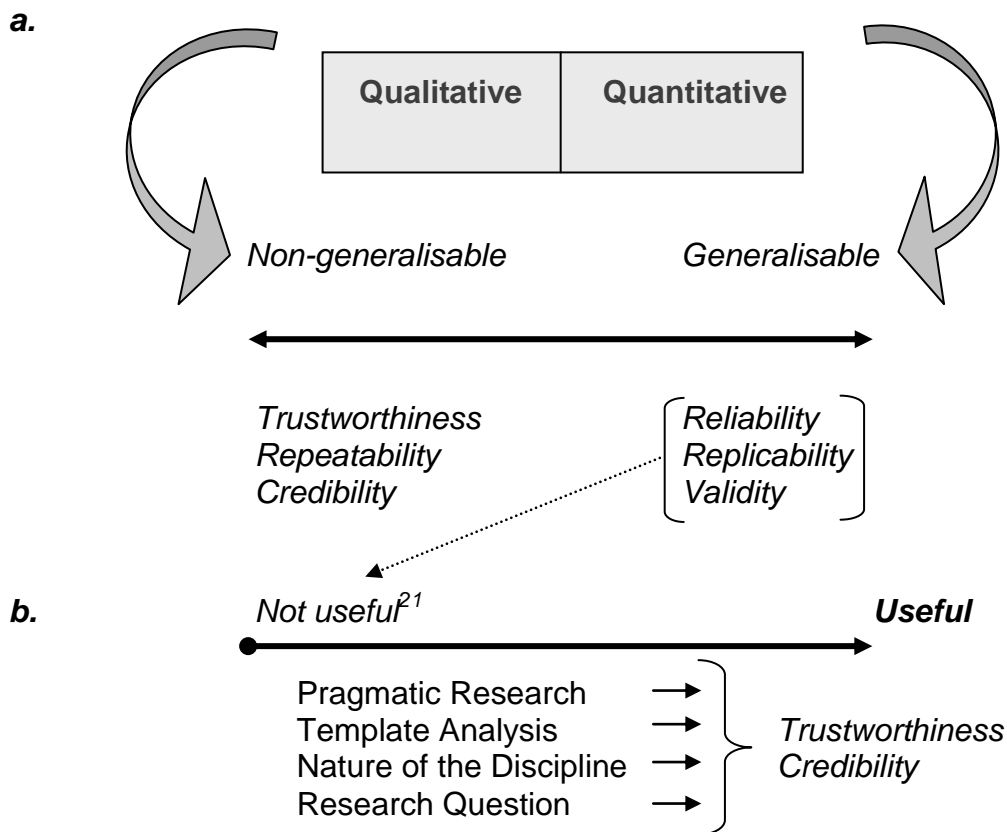 a.
Qualitative Quantitative
Non-generalisable Generalisable
Trustworthiness Reliability
Repeatability Replicability
Credibility Validity
b. Not useful21 Useful
Pragmatic Research
Template Analysis Trustworthiness
Nature of the Discipline Credibility
Research Question